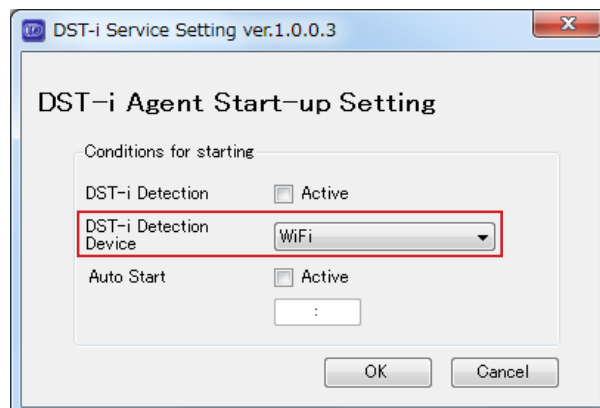 DST-i Service Setting ver.1.0.0.3
DST-i Agent Start-up Setting
Conditions for starting
DST-i Detection Active
DST-i Detection
Device
WiFi
Auto Start Active
:
OK Cancel